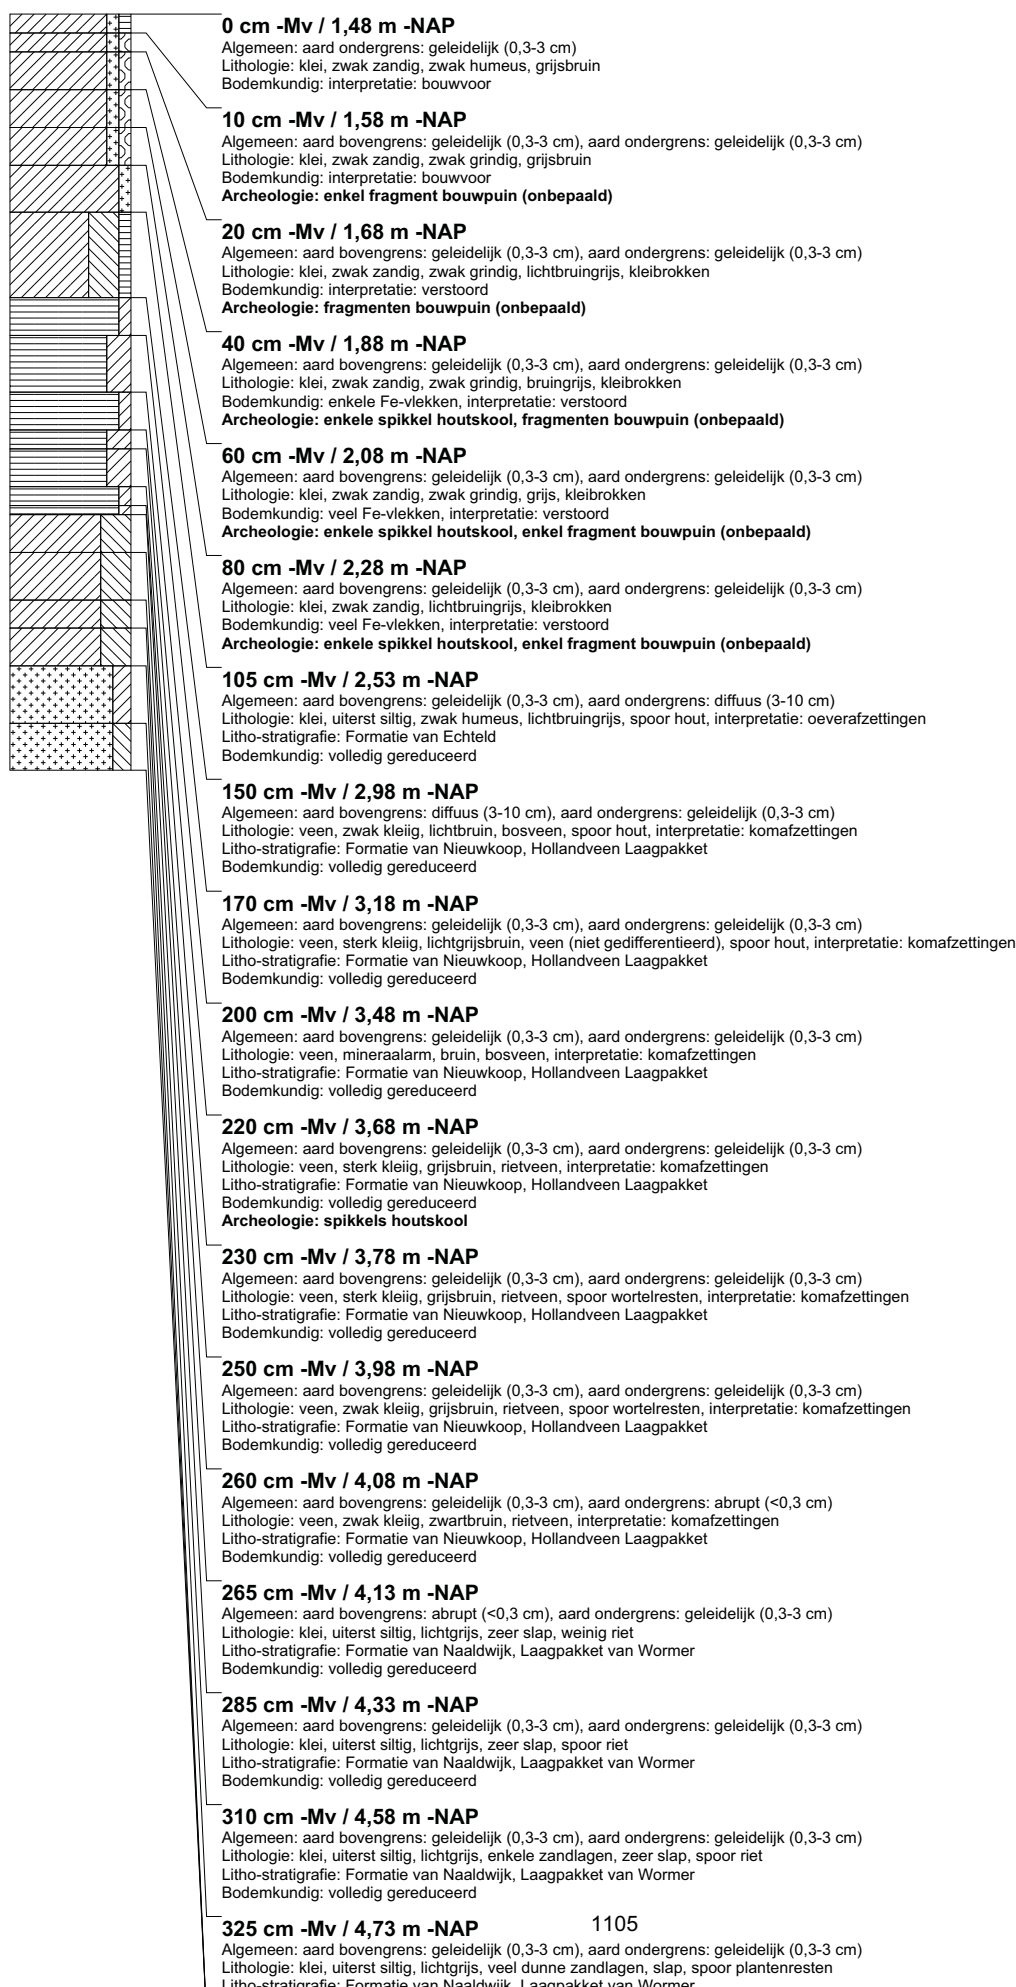 0 cm -Mv / 1,48 m -NAP
Algemeen: aard ondergrens: geleidelijk (0,3-3 cm)
Lithologie: klei, zwak zandig, zwak humeus, grijsbruin
Bodemkundig: interpretatie: bouwvoor
10 cm -Mv / 1,58 m -NAP
Algemeen: aard bovengrens: geleidelijk (0,3-3 cm), aard ondergrens: geleidelijk (0,3-3 cm)
Lithologie: klei, zwak zandig, zwak grindig, grijsbruin
Bodemkundig: interpretatie: bouwvoor
Archeologie: enkel fragment bouwpuin (onbepaald)
20 cm -Mv / 1,68 m -NAP
Algemeen: aard bovengrens: geleidelijk (0,3-3 cm), aard ondergrens: geleidelijk (0,3-3 cm)
Lithologie: klei, zwak zandig, zwak grindig, lichtbruingrijs, kleibrokken
Bodemkundig: interpretatie: verstoord
Archeologie: fragmenten bouwpuin (onbepaald)
40 cm -Mv / 1,88 m -NAP
Algemeen: aard bovengrens: geleidelijk (0,3-3 cm), aard ondergrens: geleidelijk (0,3-3 cm)
Lithologie: klei, zwak zandig, zwak grindig, bruingrijs, kleibrokken
Bodemkundig: enkele Fe-vlekken, interpretatie: verstoord
Archeologie: enkele spikkel houtskool, fragmenten bouwpuin (onbepaald)
60 cm -Mv / 2,08 m -NAP
Algemeen: aard bovengrens: geleidelijk (0,3-3 cm), aard ondergrens: geleidelijk (0,3-3 cm)
Lithologie: klei, zwak zandig, zwak grindig, grijs, kleibrokken
Bodemkundig: veel Fe-vlekken, interpretatie: verstoord
Archeologie: enkele spikkel houtskool, enkel fragment bouwpuin (onbepaald)
80 cm -Mv / 2,28 m -NAP
Algemeen: aard bovengrens: geleidelijk (0,3-3 cm), aard ondergrens: geleidelijk (0,3-3 cm)
Lithologie: klei, zwak zandig, lichtbruingrijs, kleibrokken
Bodemkundig: veel Fe-vlekken, interpretatie: verstoord
Archeologie: enkele spikkel houtskool, enkel fragment bouwpuin (onbepaald)
105 cm -Mv / 2,53 m -NAP
Algemeen: aard bovengrens: geleidelijk (0,3-3 cm), aard ondergrens: diffuus (3-10 cm)
Lithologie: klei, uiterst siltig, zwak humeus, lichtbruingrijs, spoor hout, interpretatie: oeverafzettingen
Litho-stratigrafie: Formatie van Echteld
Bodemkundig: volledig gereduceerd
150 cm -Mv / 2,98 m -NAP
Algemeen: aard bovengrens: diffuus (3-10 cm), aard ondergrens: geleidelijk (0,3-3 cm)
Lithologie: veen, zwak kleiig, lichtbruin, bosveen, spoor hout, interpretatie: komafzettingen
Litho-stratigrafie: Formatie van Nieuwkoop, Hollandveen Laagpakket
Bodemkundig: volledig gereduceerd
170 cm -Mv / 3,18 m -NAP
Algemeen: aard bovengrens: geleidelijk (0,3-3 cm), aard ondergrens: geleidelijk (0,3-3 cm)
Lithologie: veen, sterk kleiig, lichtgrijsbruin, veen (niet gedifferentieerd), spoor hout, interpretatie: komafzettingen
Litho-stratigrafie: Formatie van Nieuwkoop, Hollandveen Laagpakket
Bodemkundig: volledig gereduceerd
200 cm -Mv / 3,48 m -NAP
Algemeen: aard bovengrens: geleidelijk (0,3-3 cm), aard ondergrens: geleidelijk (0,3-3 cm)
Lithologie: veen, mineraalarm, bruin, bosveen, interpretatie: komafzettingen
Litho-stratigrafie: Formatie van Nieuwkoop, Hollandveen Laagpakket
Bodemkundig: volledig gereduceerd
220 cm -Mv / 3,68 m -NAP
Algemeen: aard bovengrens: geleidelijk (0,3-3 cm), aard ondergrens: geleidelijk (0,3-3 cm)
Lithologie: veen, sterk kleiig, grijsbruin, rietveen, interpretatie: komafzettingen
Litho-stratigrafie: Formatie van Nieuwkoop, Hollandveen Laagpakket
Bodemkundig: volledig gereduceerd
Archeologie: spikkels houtskool
230 cm -Mv / 3,78 m -NAP
Algemeen: aard bovengrens: geleidelijk (0,3-3 cm), aard ondergrens: geleidelijk (0,3-3 cm)
Lithologie: veen, sterk kleiig, grijsbruin, rietveen, spoor wortelresten, interpretatie: komafzettingen
Litho-stratigrafie: Formatie van Nieuwkoop, Hollandveen Laagpakket
Bodemkundig: volledig gereduceerd
250 cm -Mv / 3,98 m -NAP
Algemeen: aard bovengrens: geleidelijk (0,3-3 cm), aard ondergrens: geleidelijk (0,3-3 cm)
Lithologie: veen, zwak kleiig, grijsbruin, rietveen, spoor wortelresten, interpretatie: komafzettingen
Litho-stratigrafie: Formatie van Nieuwkoop, Hollandveen Laagpakket
Bodemkundig: volledig gereduceerd
260 cm -Mv / 4,08 m -NAP
Algemeen: aard bovengrens: geleidelijk (0,3-3 cm), aard ondergrens: abrupt (<0,3 cm)
Lithologie: veen, zwak kleiig, zwartbruin, rietveen, interpretatie: komafzettingen
Litho-stratigrafie: Formatie van Nieuwkoop, Hollandveen Laagpakket
Bodemkundig: volledig gereduceerd
265 cm -Mv / 4,13 m -NAP
Algemeen: aard bovengrens: abrupt (<0,3 cm), aard ondergrens: geleidelijk (0,3-3 cm)
Lithologie: klei, uiterst siltig, lichtgrijs, zeer slap, weinig riet
Litho-stratigrafie: Formatie van Naaldwijk, Laagpakket van Wormer
Bodemkundig: volledig gereduceerd
285 cm -Mv / 4,33 m -NAP
Algemeen: aard bovengrens: geleidelijk (0,3-3 cm), aard ondergrens: geleidelijk (0,3-3 cm)
Lithologie: klei, uiterst siltig, lichtgrijs, zeer slap, spoor riet
Litho-stratigrafie: Formatie van Naaldwijk, Laagpakket van Wormer
Bodemkundig: volledig gereduceerd
310 cm -Mv / 4,58 m -NAP
Algemeen: aard bovengrens: geleidelijk (0,3-3 cm), aard ondergrens: geleidelijk (0,3-3 cm)
Lithologie: klei, uiterst siltig, lichtgrijs, enkele zandlagen, zeer slap, spoor riet
Litho-stratigrafie: Formatie van Naaldwijk, Laagpakket van Wormer
Bodemkundig: volledig gereduceerd
325 cm -Mv / 4,73 m -NAP 1105
Algemeen: aard bovengrens: geleidelijk (0,3-3 cm), aard ondergrens: geleidelijk (0,3-3 cm)
Lithologie: klei, uiterst siltig, lichtgrijs, veel dunne zandlagen, slap, spoor plantenresten
Litho-stratigrafie: Formatie van Naaldwijk, Laagpakket van Wormer